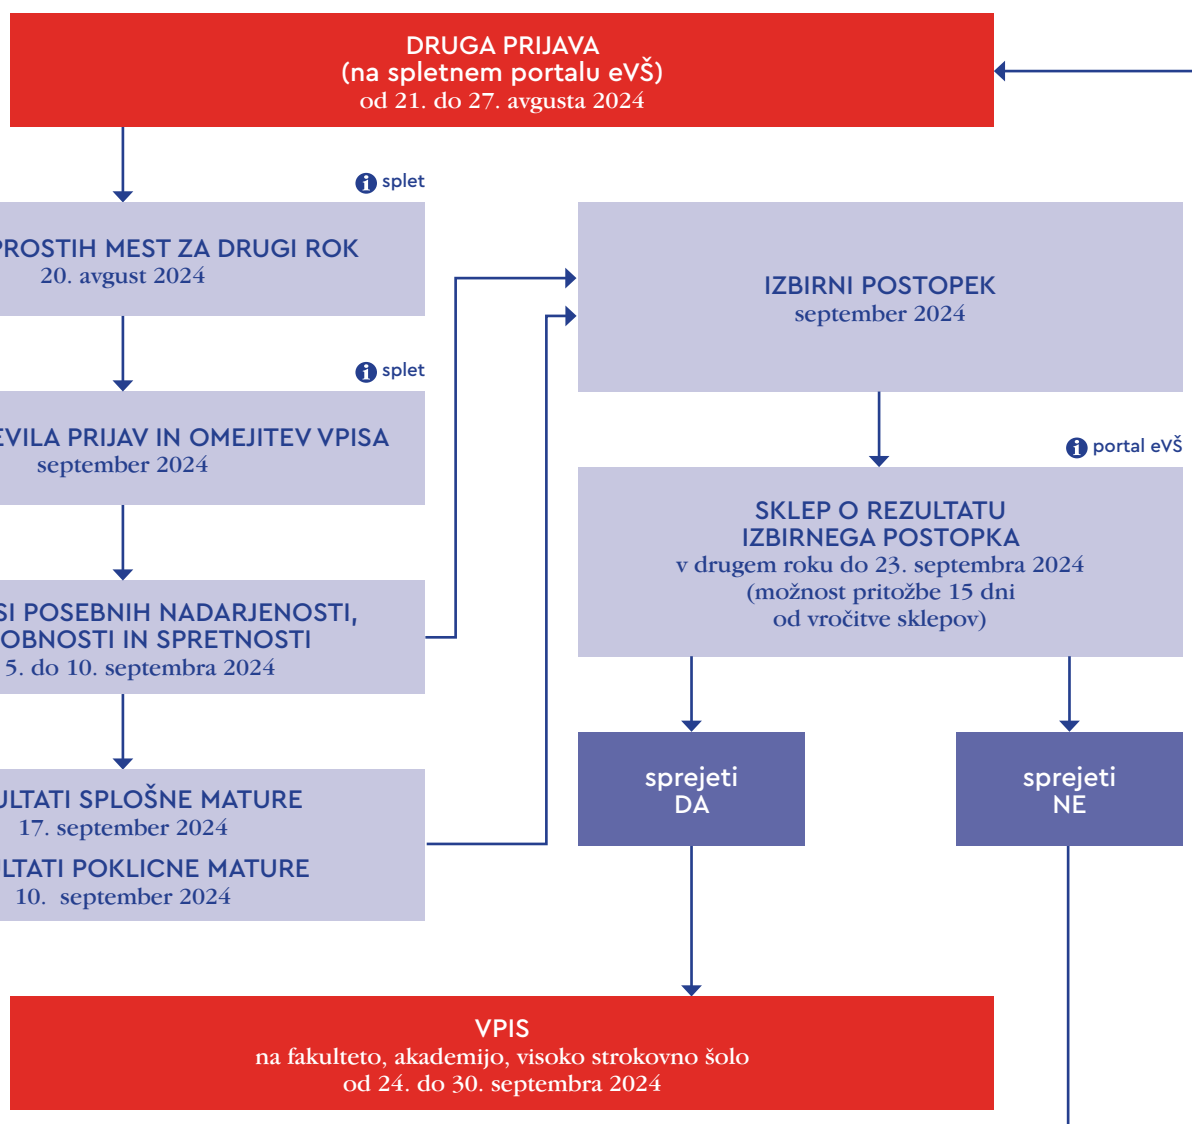 DRUGA PRIJAVA
(na spletnem portalu eVŠ)
od 21. do 27. avgusta 2024
splet
PROSTIH MEST ZA DRUGI ROK
20. avgust 2024
splet
EVILA PRIJAV IN OMEJITEV VPISA
september 2024
SI POSEBNIH NADARJENOSTI,
OBNOSTI IN SPRETNOSTI
5. do 10. septembra 2024
ULTATI SPLOŠNE MATURE
17. september 2024
LTATI POKLICNE MATURE
10. september 2024
IZBIRNI POSTOPEK
september 2024
portal eVŠ
SKLEP O REZULTATU
IZBIRNEGA POSTOPKA
v drugem roku do 23. septembra 2024
(možnost pritožbe 15 dni
od vročitve sklepov)
sprejeti
DA
sprejeti
NE
VPIS
na fakulteto, akademijo, visoko strokovno šolo
od 24. do 30. septembra 2024